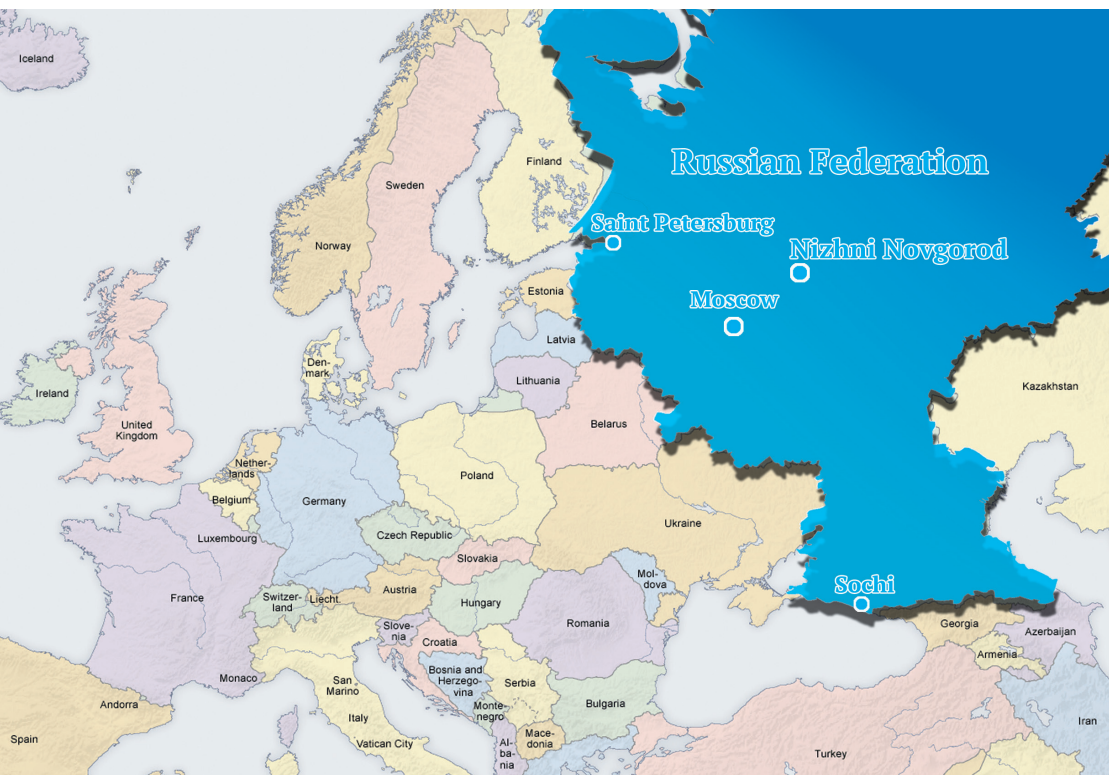 Iceland
Russian Federation
Finland
Sweden
Saint Petersburg
Norway
Nizhni Novgorod
Estonia
Moscow
Latvia
Den-
mark
Lithuania
Kazakhstan
Ireland
United
Kingdom
Belarus
Nether-
lands
Poland
Belgium
Germany
Ukraine
Luxembourg
Czech Republic
Slovakia
Mol-
dova
Sochi
France
Switzer-
land
Liecht.
Austria
Hungary
Romania
Georgia
Azerbaijan
Slove-
nia
Croatia
Armenia
Monaco
San
Marino
Bosnia and
Herzego-
vina
Serbia
Andorra
Monte-
negro
Bulgaria
Italy
Iran
Spain
Vatican City
Al-
ba-
nia
Mace-
donia
Turkey